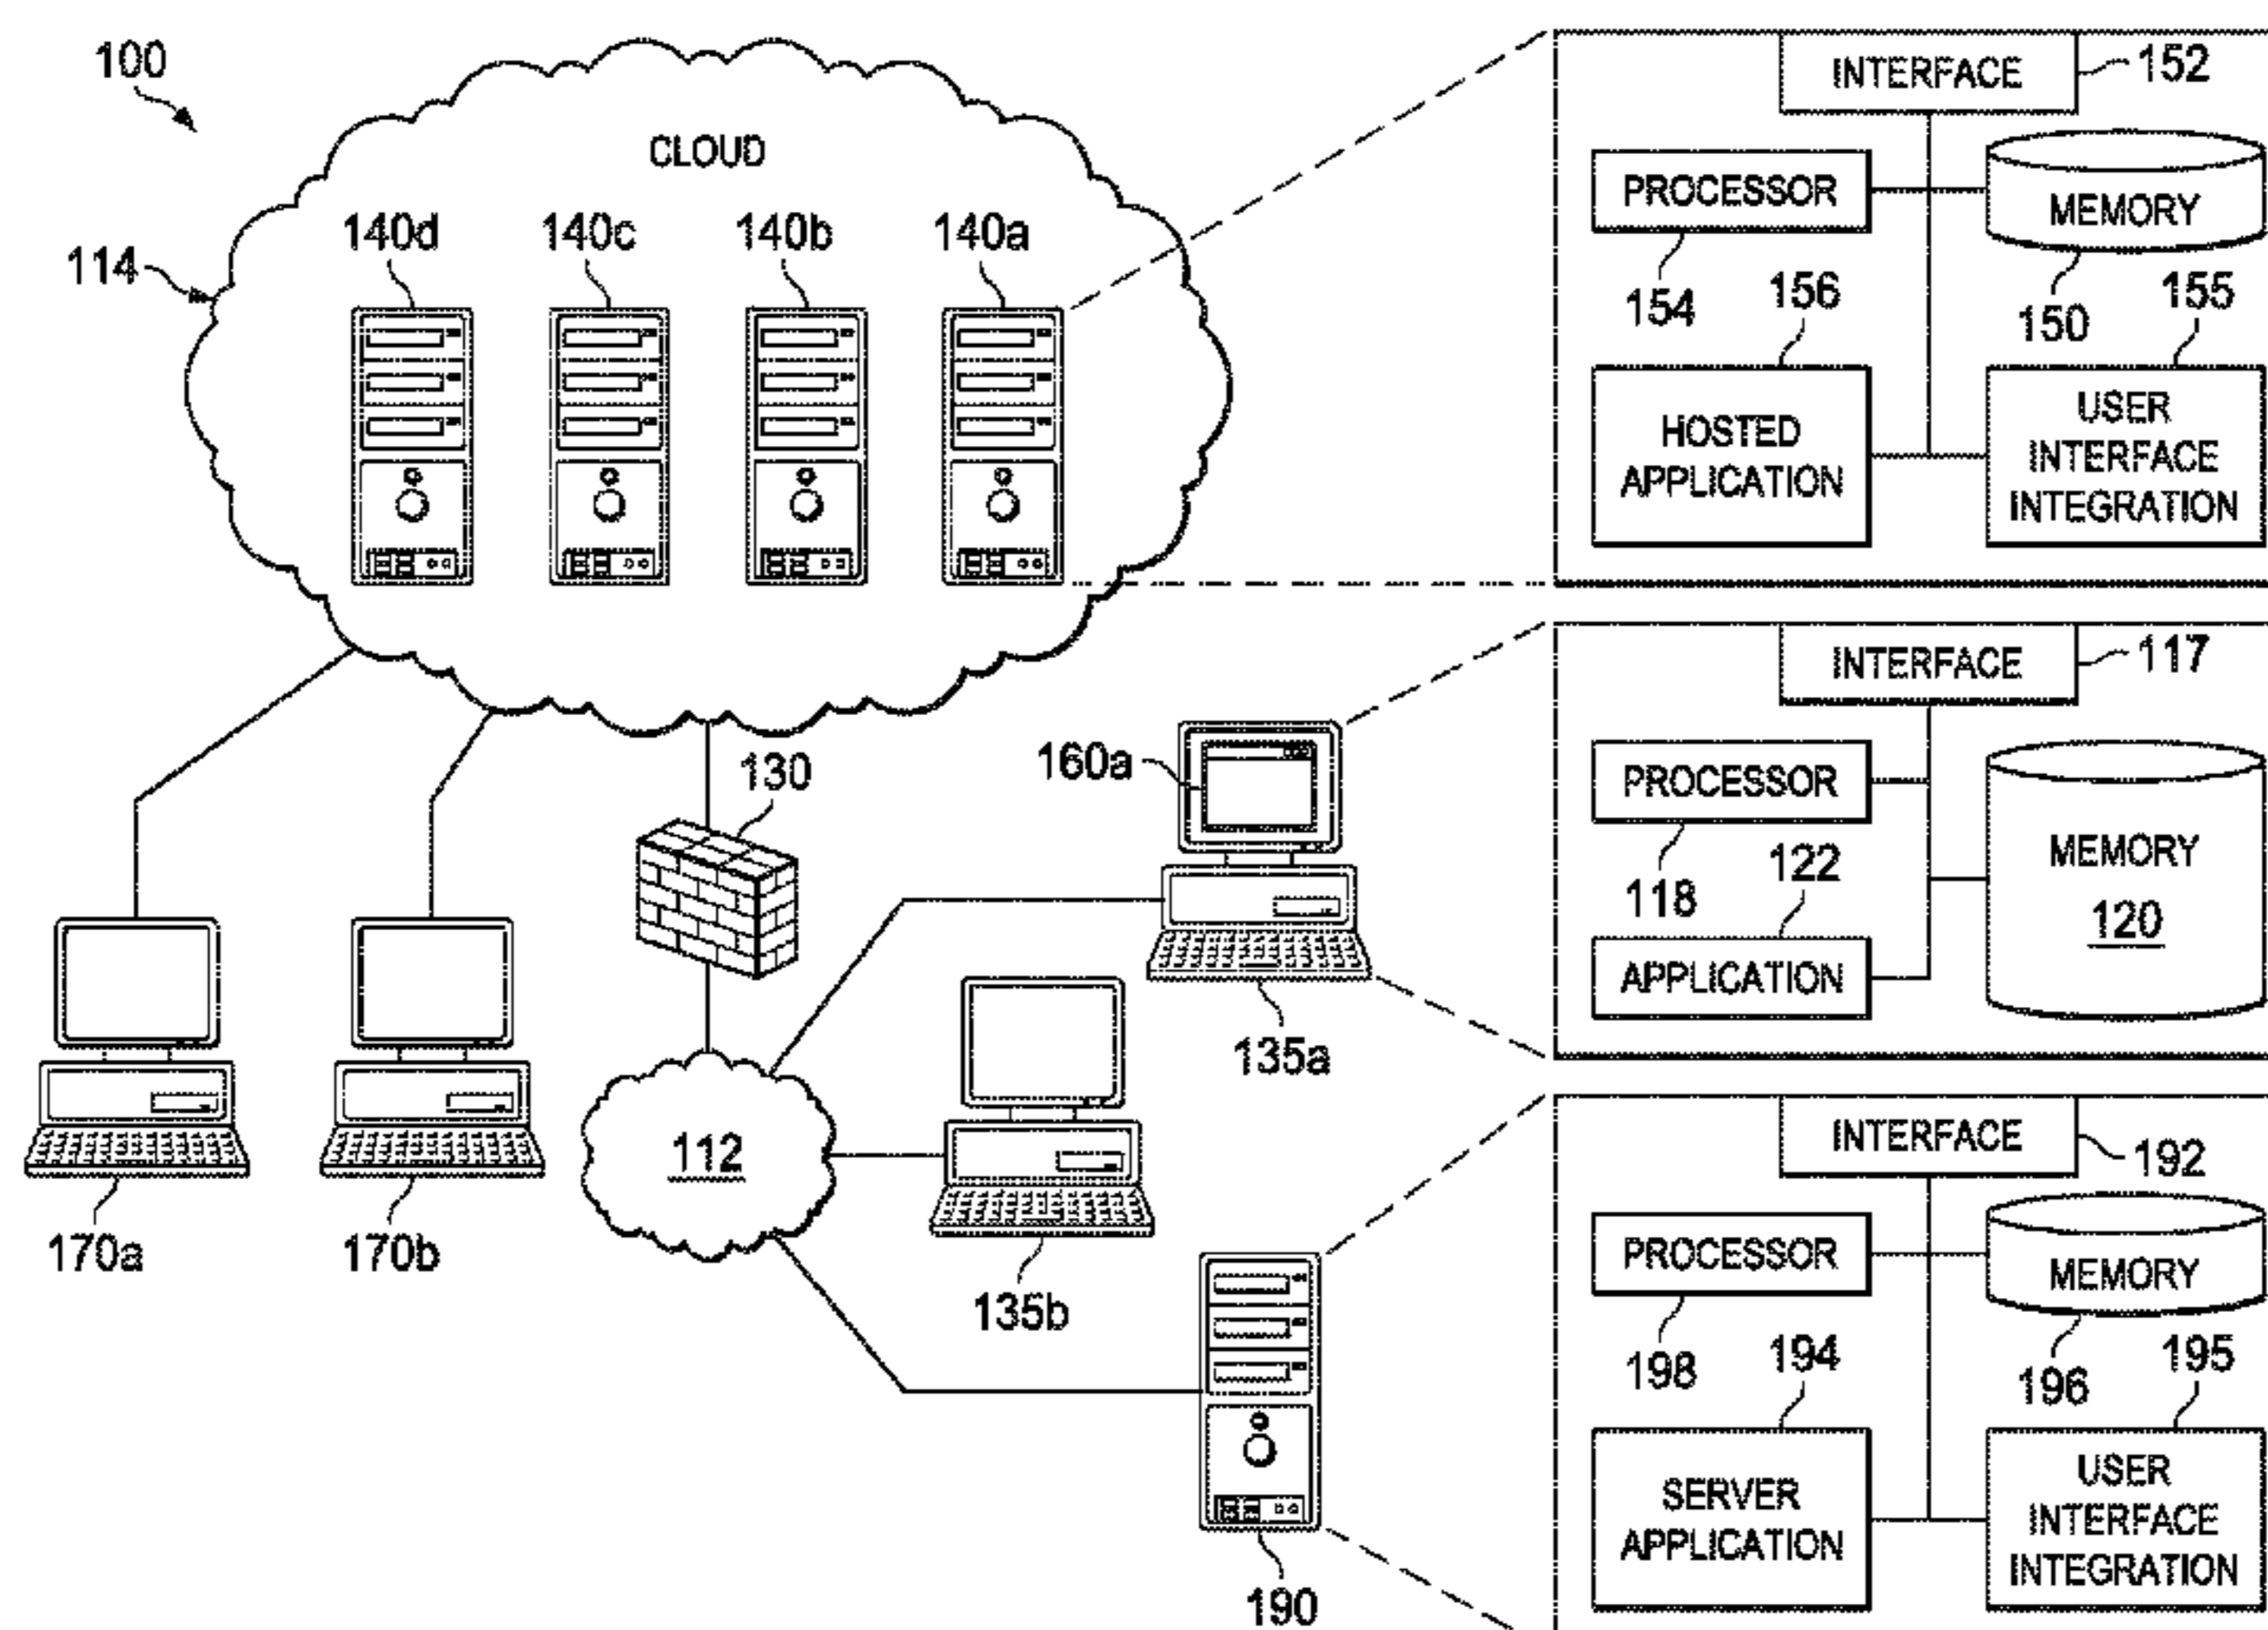 100
CLOUD
114
140d
140c
140b
140a
INTERFACE
152
PROCESSOR
154
MEMORY
150
156
HOSTED
APPLICATION
155
USER
INTERFACE
INTEGRATION
INTERFACE
117
PROCESSOR
118
122
APPLICATION
MEMORY
120
130
160a
135a
170a
170b
112
135b
190
INTERFACE
192
PROCESSOR
198
MEMORY
196
194
SERVER
APPLICATION
195
USER
INTERFACE
INTEGRATION